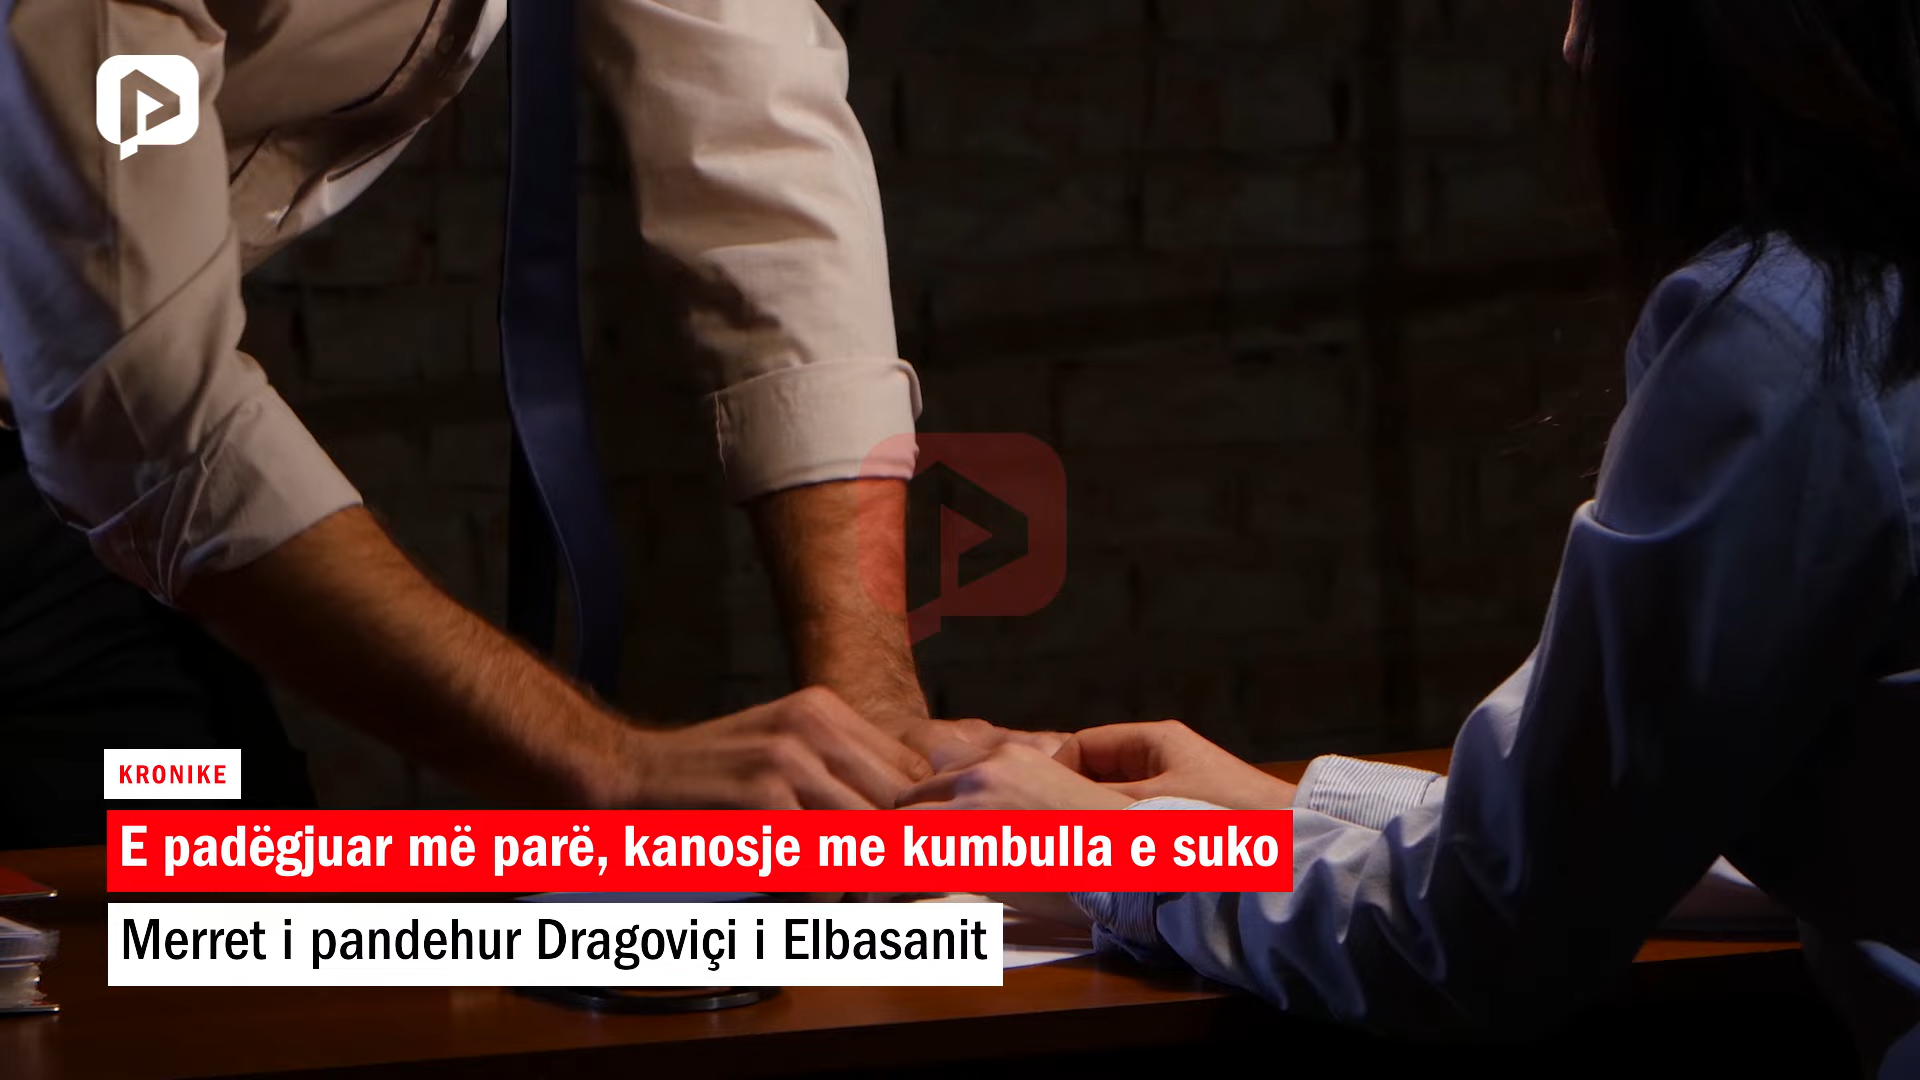 KRONIKE
E padëgjuar më parë, kanosje me kumbulla e suko
Merret i pandehur Dragoviçi i Elbasanit